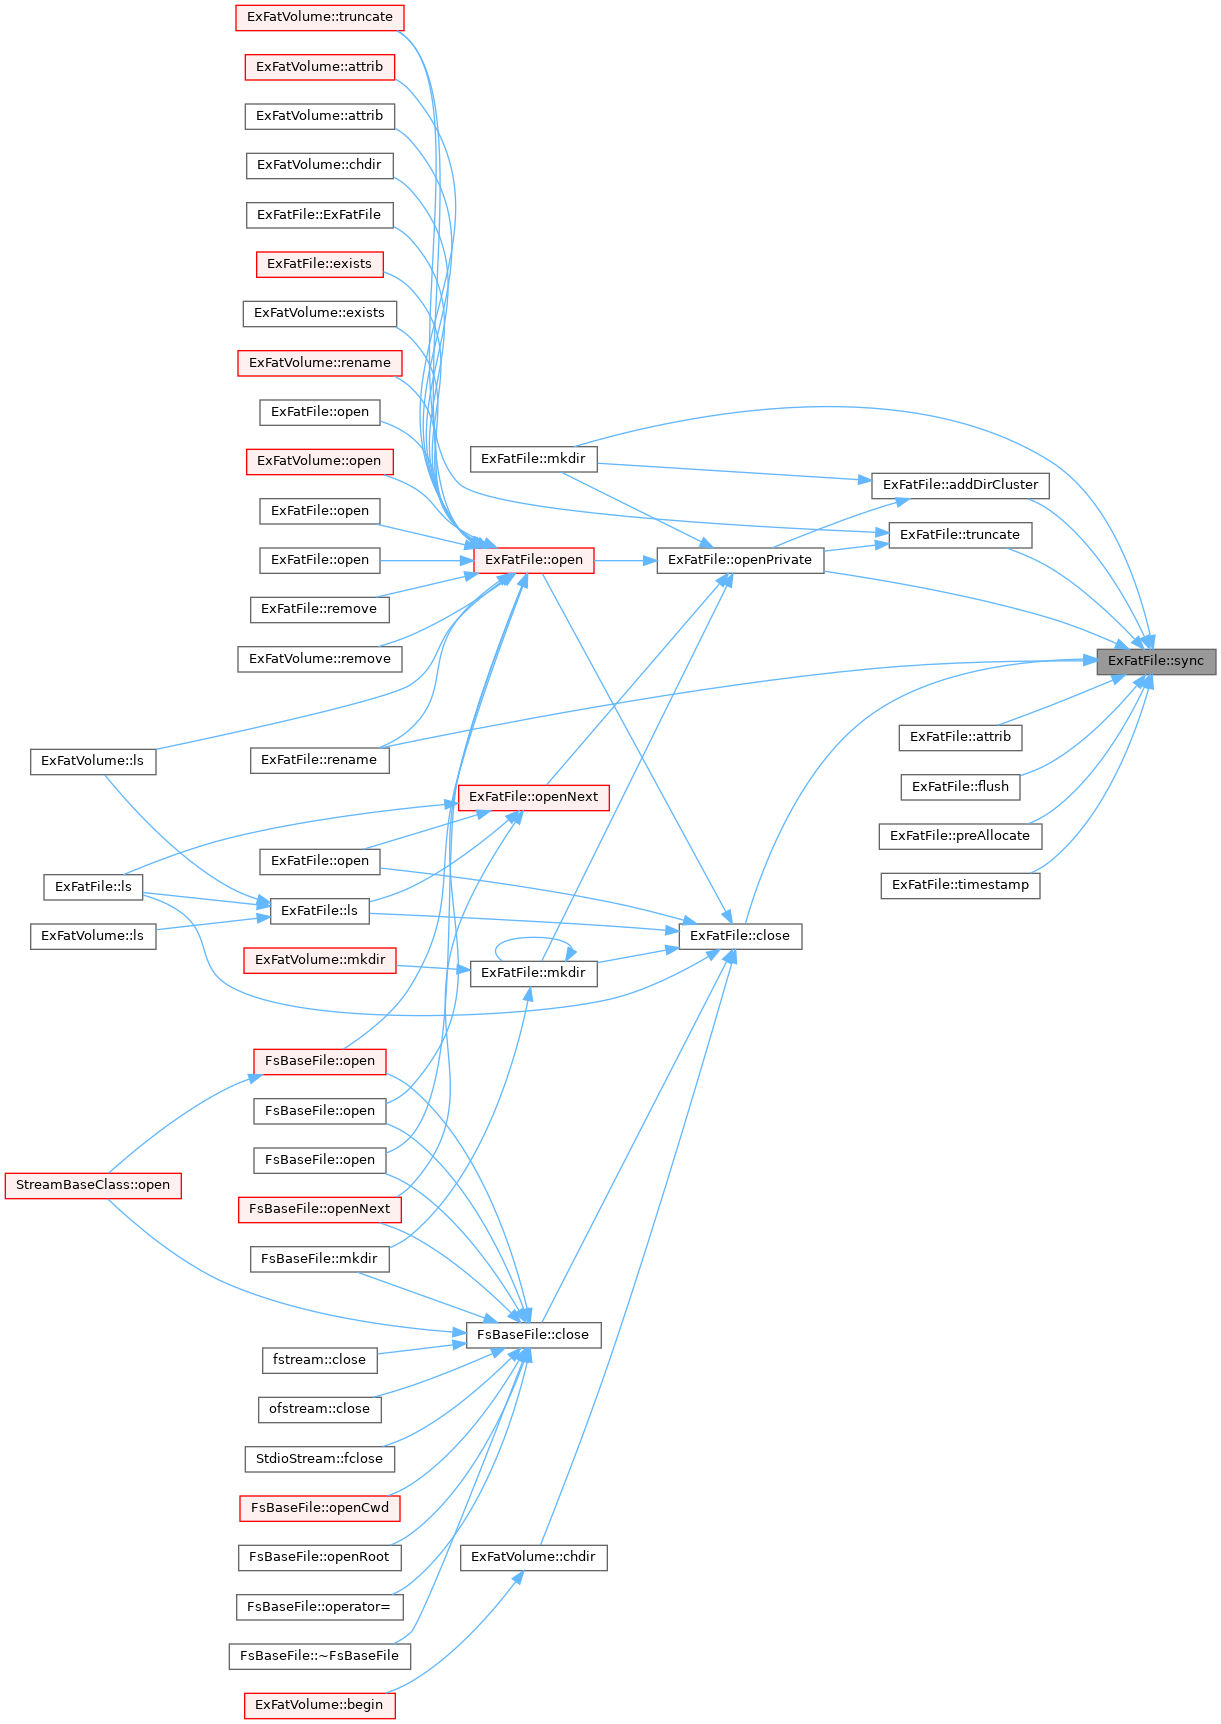 ExFatVolume::truncate
ExFatVolume::attrib
ExFatVolume::attrib
ExFatVolume::chdir
ExFatFile::ExFatFile
ExFatFile::exists
ExFatVolume::exists
ExFatVolume::rename
ExFatFile::open
ExFatVolume::open
ExFatFile::open
ExFatFile::open
ExFatFile::remove
ExFatVolume::remove
ExFatVolume::ls
ExFatFile::rename
ExFatFile::open
ExFatFile::ls
ExFatFile::ls
ExFatVolume::ls
ExFatVolume::mkdir
FsBaseFile::open
FsBaseFile::open
FsBaseFile::open
StreamBaseClass::open
FsBaseFile::openNext
FsBaseFile::mkdir
fstream::close
ofstream::close
StdioStream::fclose
FsBaseFile::openCwd
FsBaseFile::openRoot
FsBaseFile::operator=
FsBaseFile::~FsBaseFile
ExFatVolume::begin
ExFatFile::mkdir
ExFatFile::open
ExFatFile::openNext
ExFatFile::mkdir
FsBaseFile::close
ExFatVolume::chdir
ExFatFile::openPrivate
ExFatFile::close
ExFatFile::addDirCluster
ExFatFile::truncate
ExFatFile::attrib
ExFatFile::flush
ExFatFile::preAllocate
ExFatFile::timestamp
ExFatFile::sync